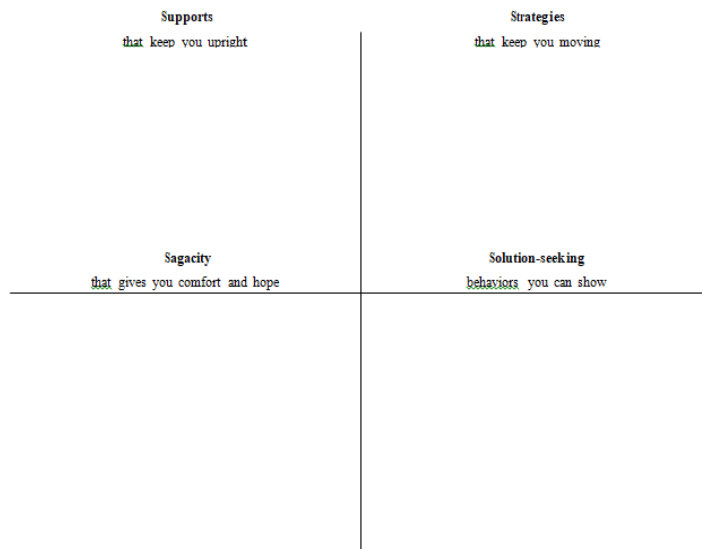 Supports
that keep you upright
Strategies
that keep you moving
Sagacity
that gives you comfort and hope
Solution-seeking
behaviors you can show